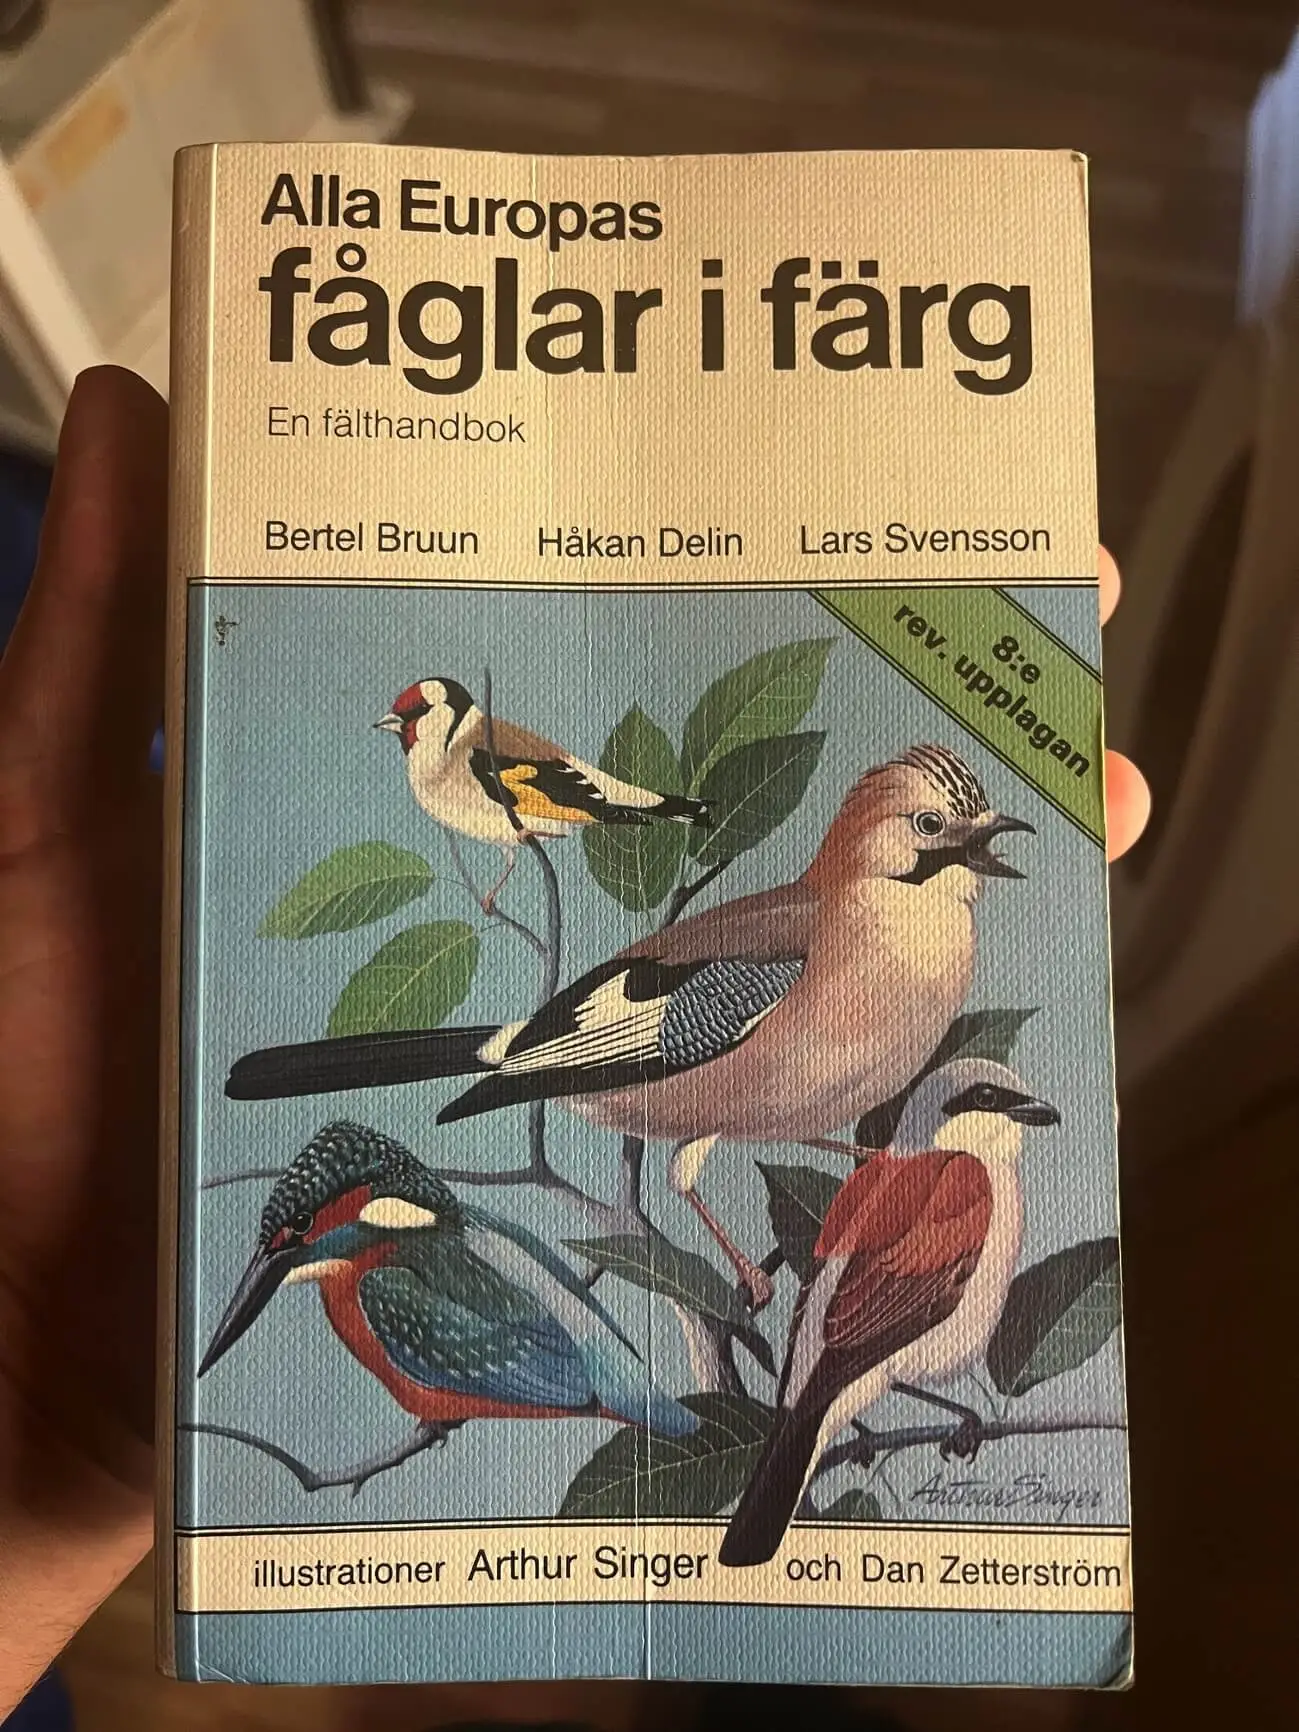 Alla Europas
fåglar i färg
En fälthandbok
Bertel Bruun Håkan Delin Lars Svensson
8:e
rev. upplagan
Arthur Singer
illustrationer Arthur Singer och Dan Zetterström